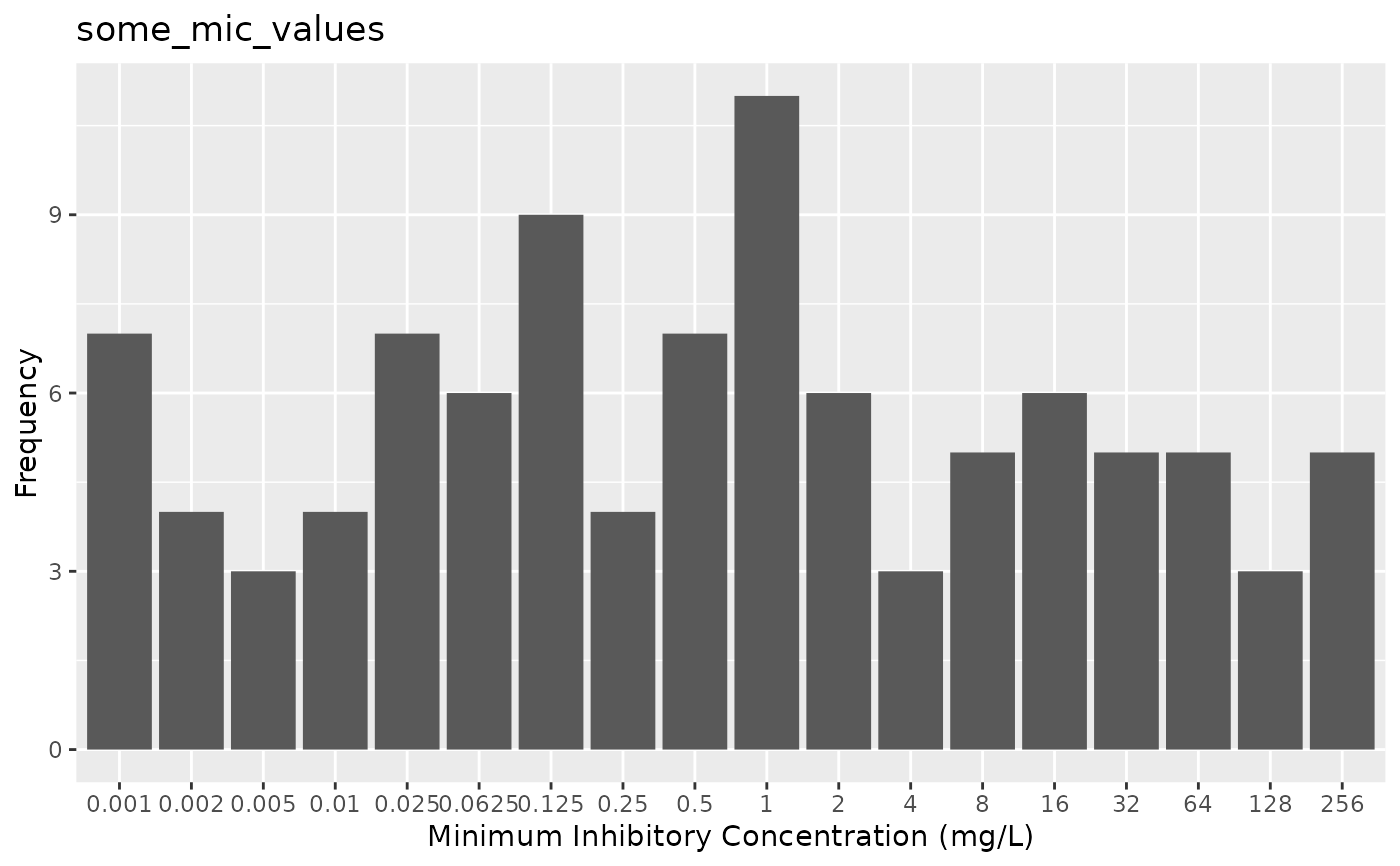 some_mic_values
Frequency
9
6
3
0
0.001 0.002 0.005 0.01 0.025 0.0625 0.125 0.25 0.5 1 2 4 8 16 32 64 128 256
Minimum Inhibitory Concentration (mg/L)